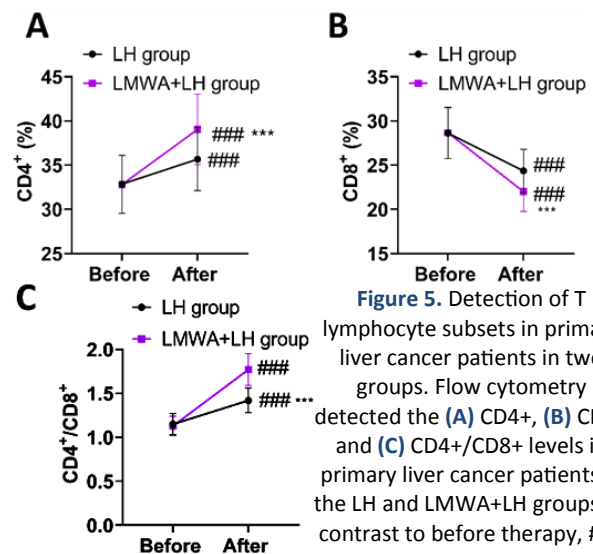 A
LH group
LMWA+LH group
CD4+ (%)
45
40
35
30
25
### ***
###
Before After
B
LH group
LMWA+LH group
CD8+ (%)
35
30
25
20
15
###
###
***
Before After
C
LH group
LMWA+LH group
CD4+/CD8+
2.0
1.5
1.0
0.5
0.0
###
### ***
Before After
Figure 5. Detection of T
lymphocyte subsets in
liver cancer patients in
groups. Flow cytometry
detected the (A) CD4+, (B)
and (C) CD4+/CD8+ levels
primary liver cancer patients
the LH and LMWA+LH groups
contrast to before therapy,